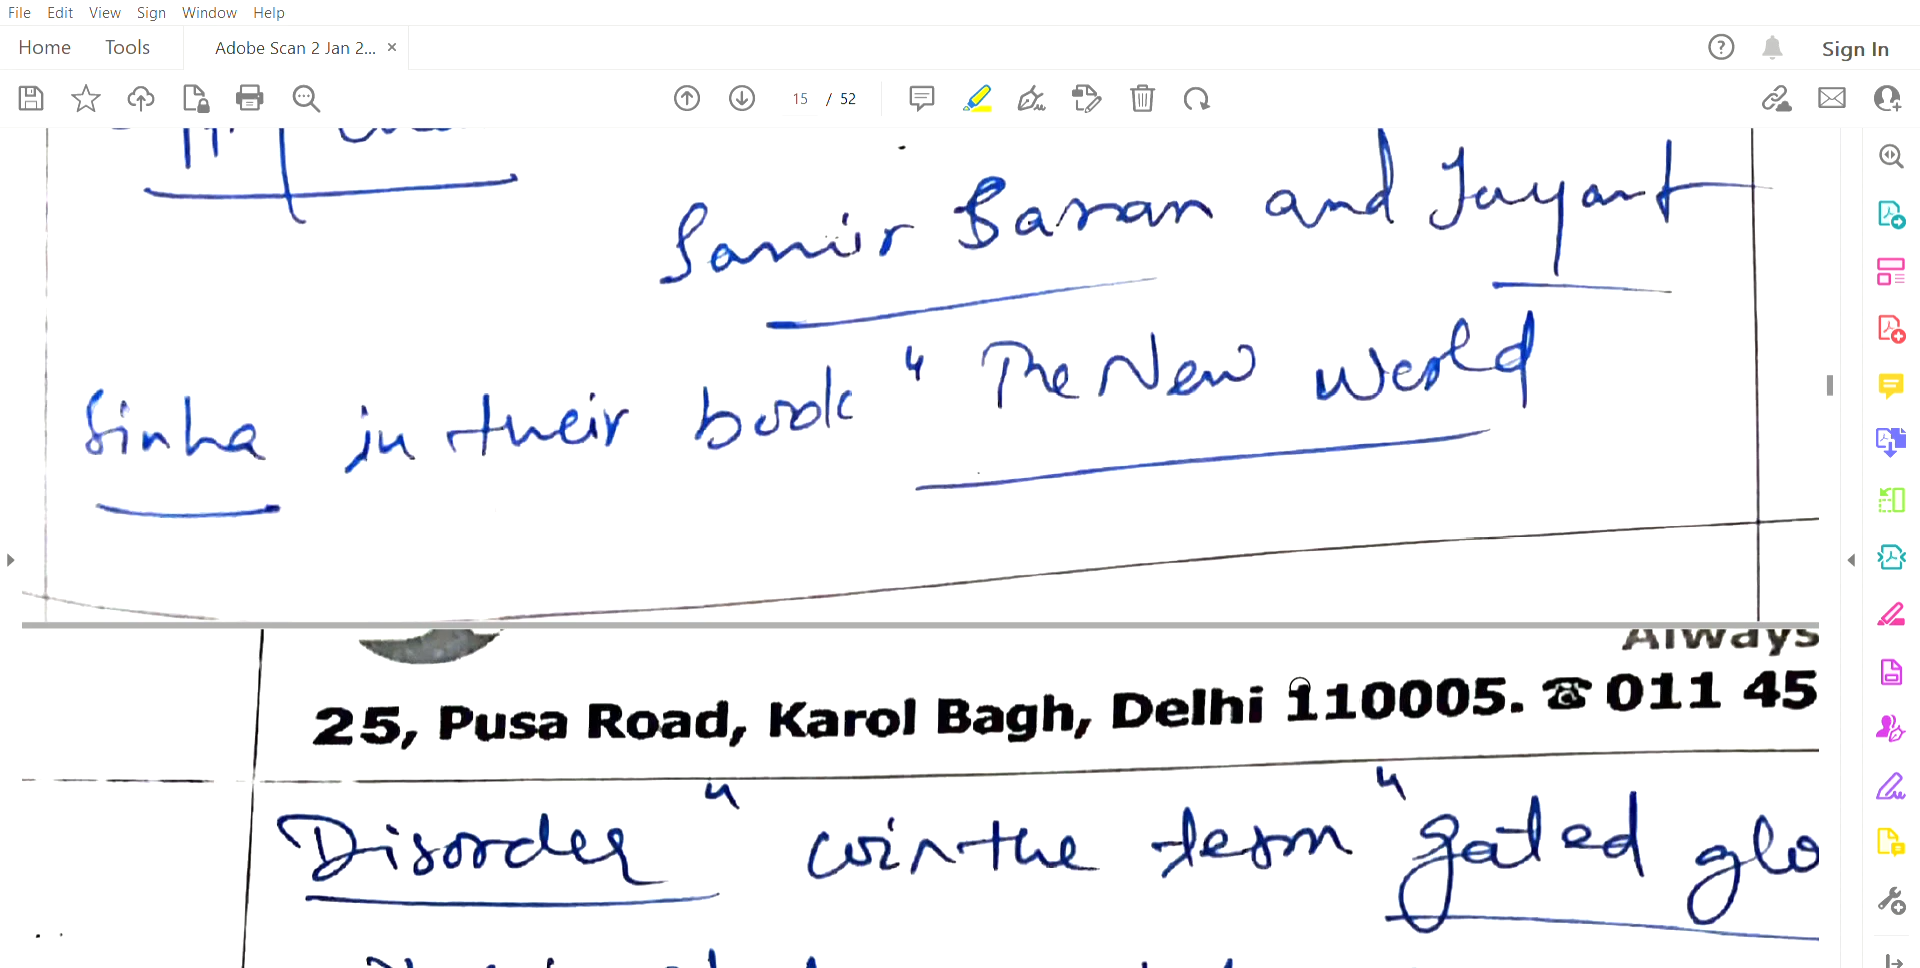 File Edit View Sign Window Help
Home Tools Adobe Scan 2 Jan 2... × Sign In
15 / 52
Samir Saran and Jayant
Sinha in their book " The New World
Always
25, Pusa Road, Karol Bagh, Delhi 110005. ☎ 011 45
Disorder " coin the term " gated glo